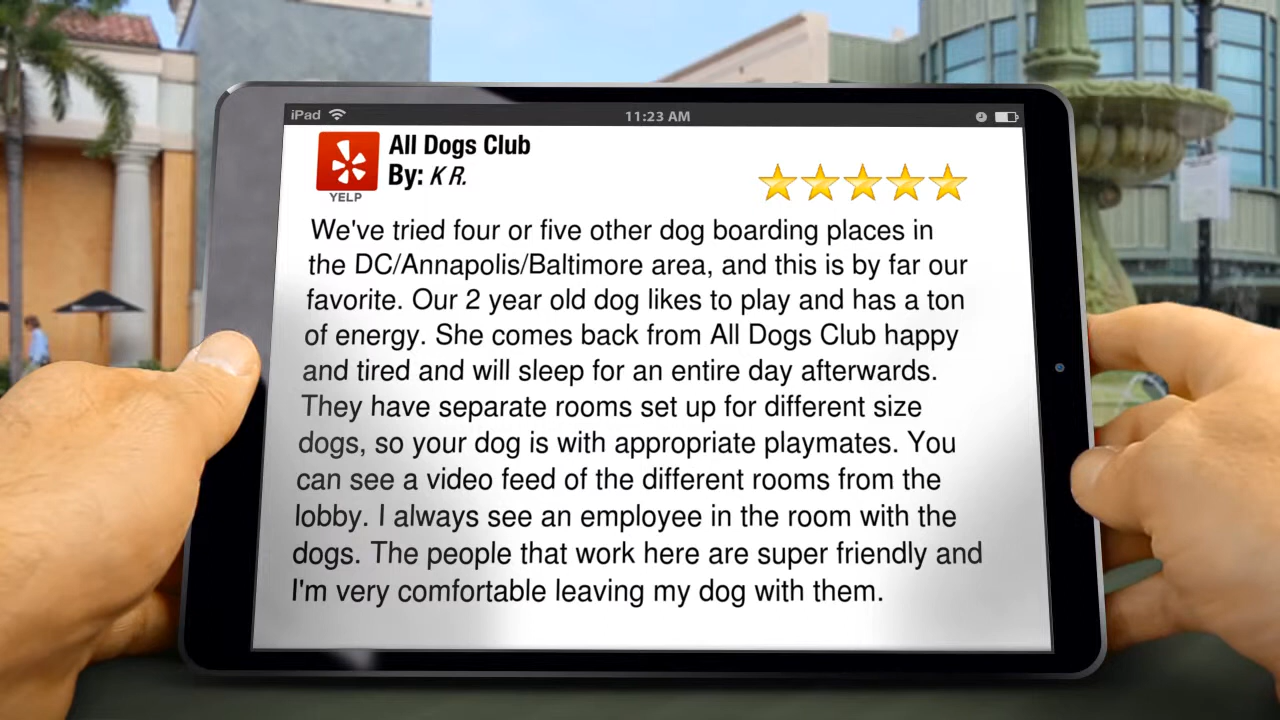 iPad
11:23 AM
All Dogs Club
By: K R.
YELP
We've tried four or five other dog boarding places in
the DC/Annapolis/Baltimore area, and this is by far our
favorite. Our 2 year old dog likes to play and has a ton
of energy. She comes back from All Dogs Club happy
and tired and will sleep for an entire day afterwards.
They have separate rooms set up for different size
dogs, so your dog is with appropriate playmates. You
can see a video feed of the different rooms from the
lobby. I always see an employee in the room with the
dogs. The people that work here are super friendly and
I'm very comfortable leaving my dog with them.